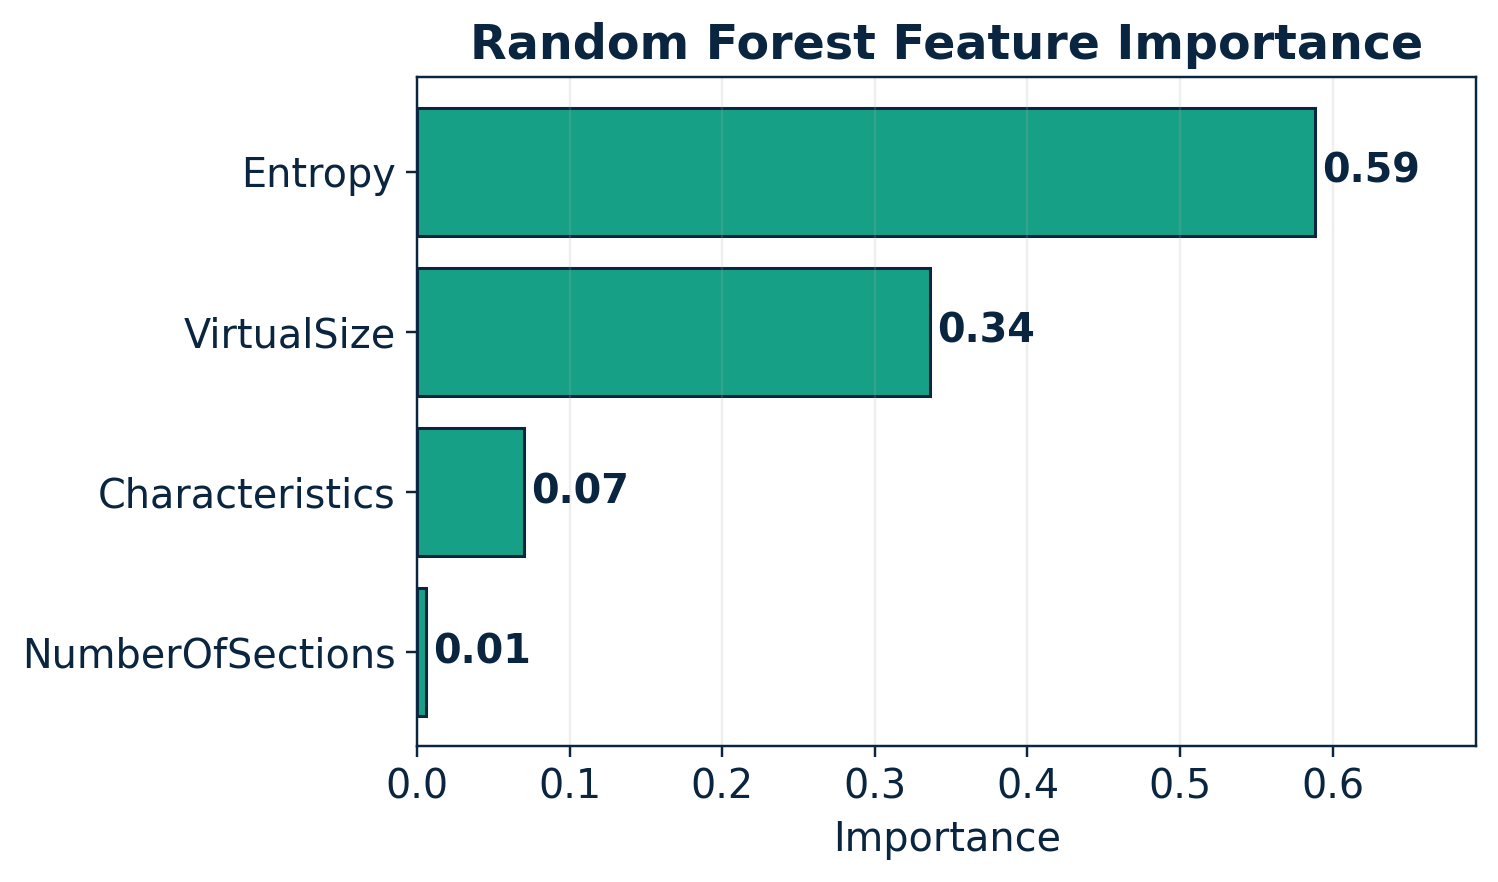 Random Forest Feature Importance
Entropy
0.59
VirtualSize
0.34
Characteristics
0.07
NumberOfSections
0.01
0.0 0.1 0.2 0.3 0.4 0.5 0.6
Importance